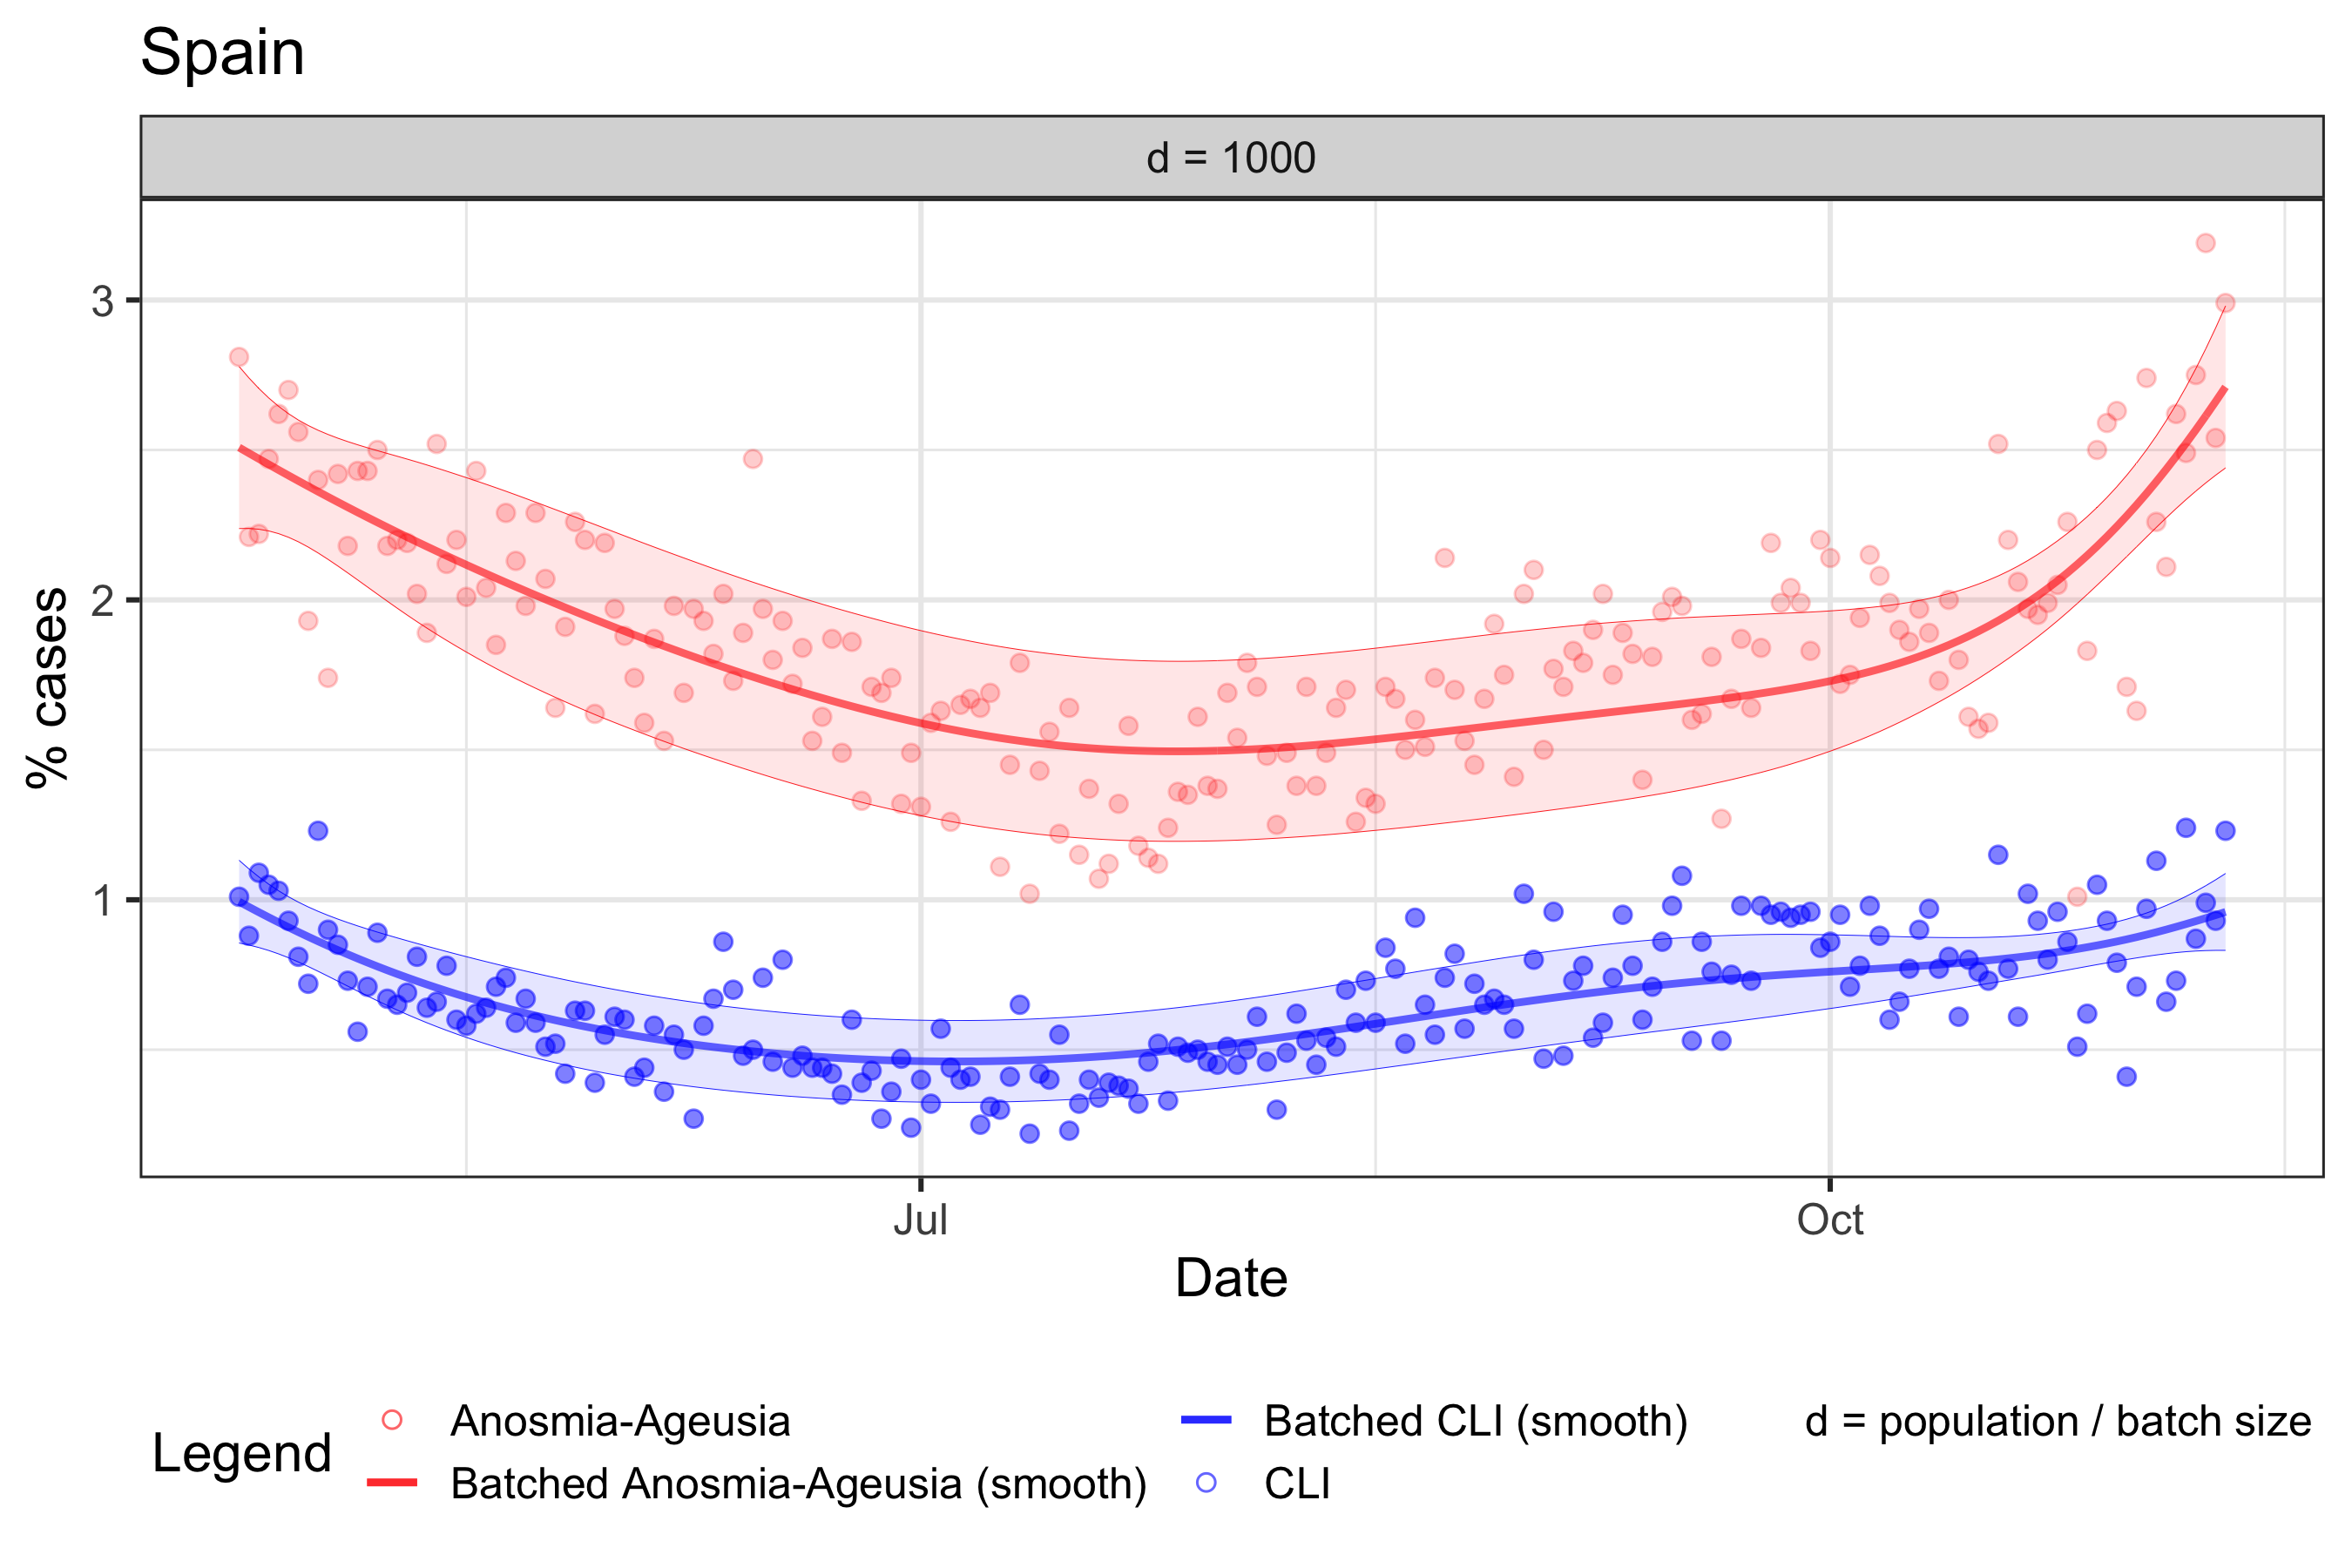 Spain
d = 1000
3
2
1
% cases
Jul
Oct
Date
Legend
Anosmia-Ageusia
Batched Anosmia-Ageusia (smooth)
Batched CLI (smooth)
CLI
d = population / batch size